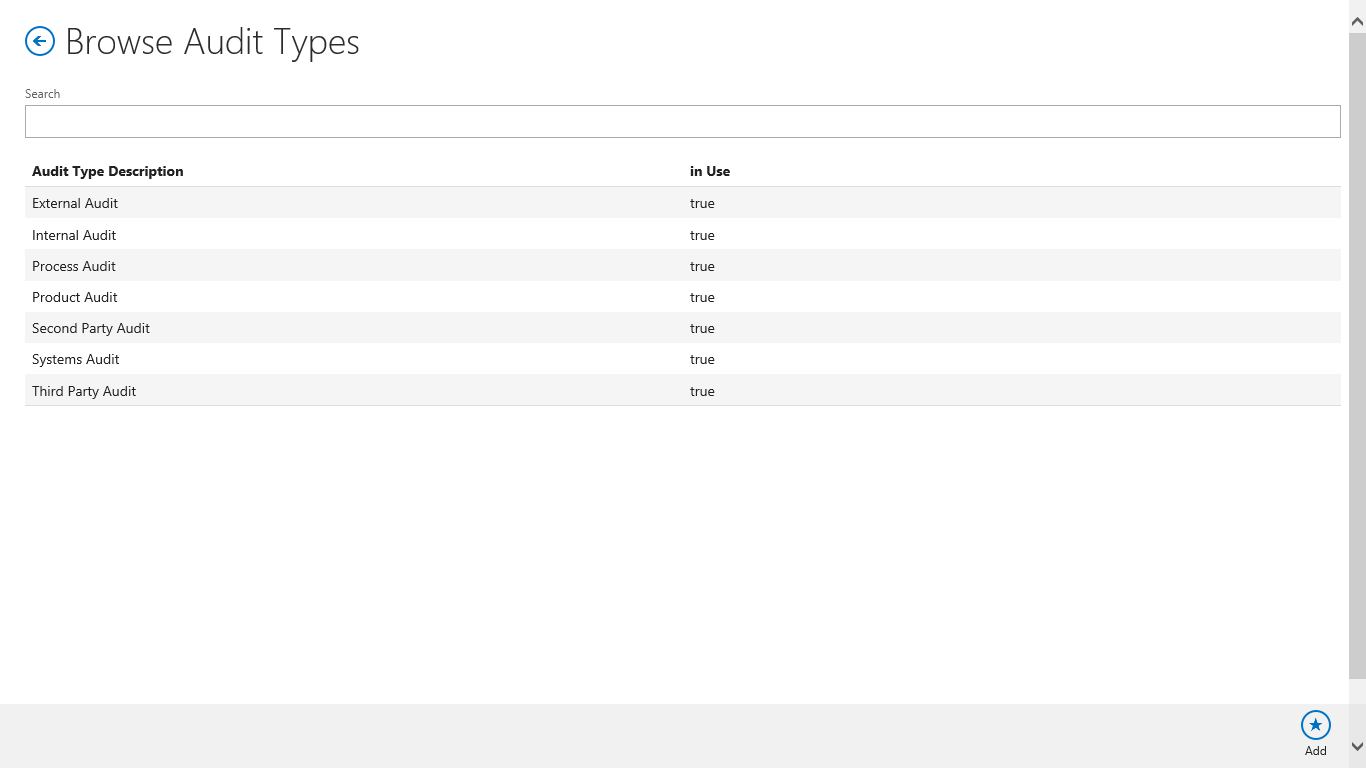 Browse Audit Types
Search
Audit Type Description in Use
External Audit true
Internal Audit true
Process Audit true
Product Audit true
Second Party Audit true
Systems Audit true
Third Party Audit true
Add